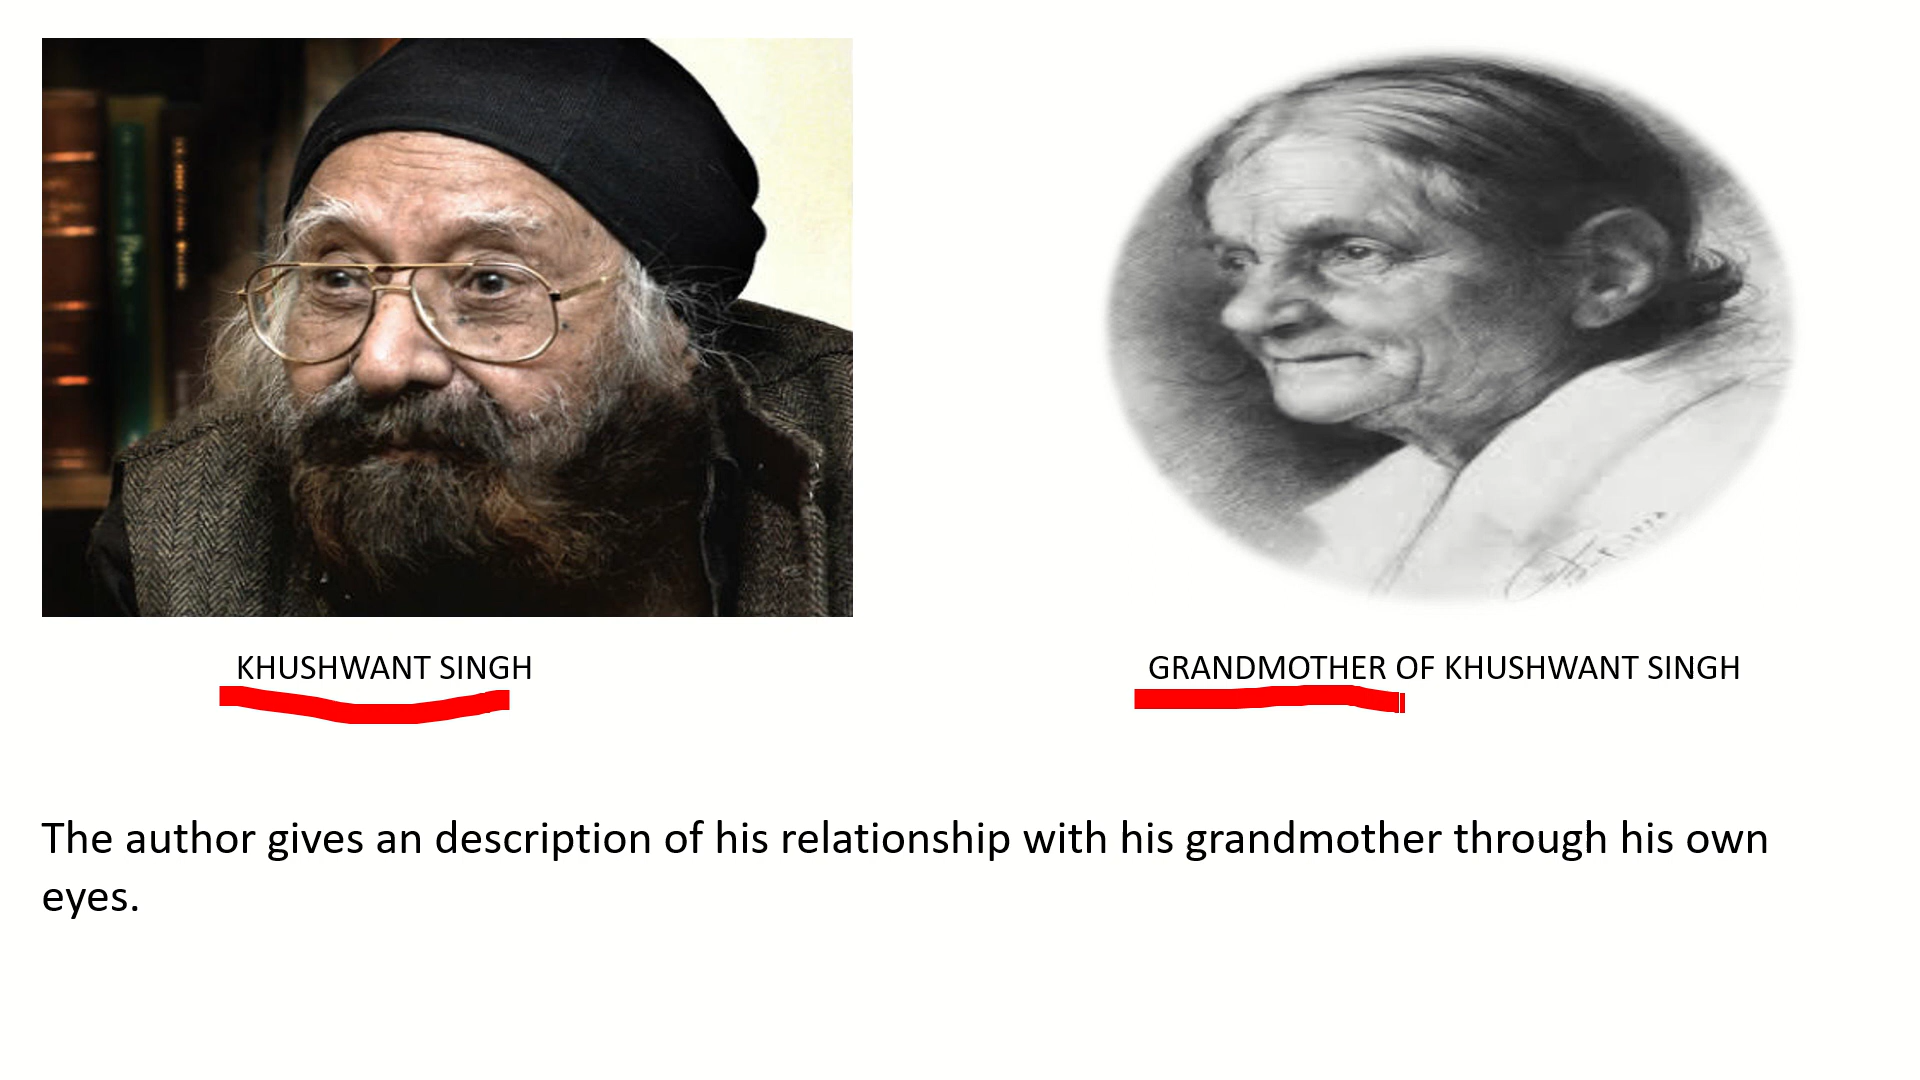 KHUSHWANT SINGH
GRANDMOTHER OF KHUSHWANT SINGH
The author gives an description of his relationship with his grandmother through his own
eyes.